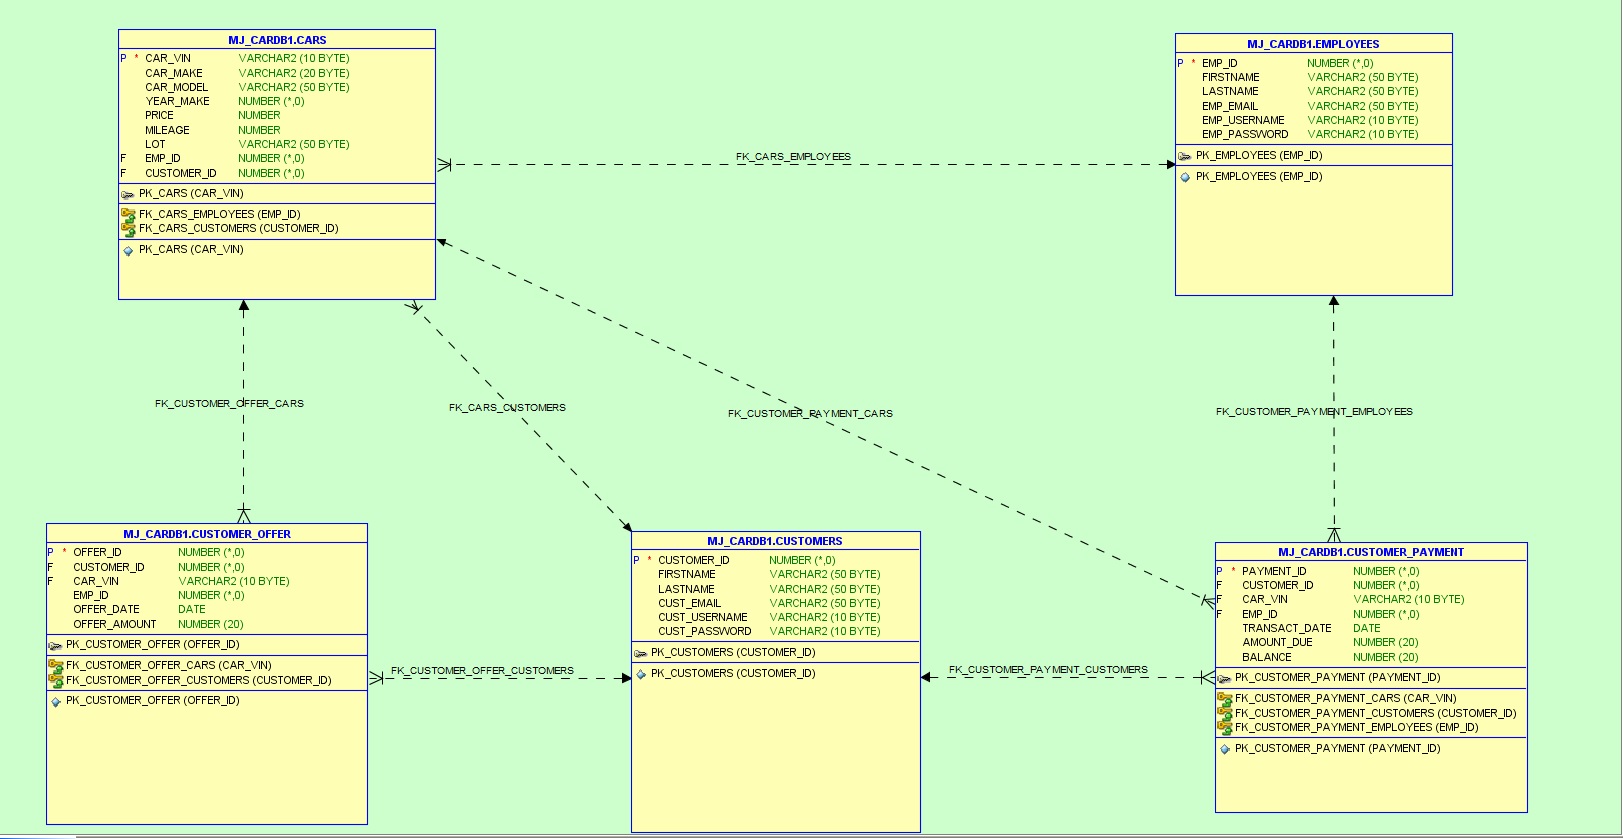 MJ_CARDB1.CARS
P * CAR_VIN VARCHAR2 (10 BYTE)
CAR_MAKE VARCHAR2 (20 BYTE)
CAR_MODEL VARCHAR2 (50 BYTE)
YEAR_MAKE NUMBER (*,0)
PRICE NUMBER
MILEAGE NUMBER
LOT VARCHAR2 (50 BYTE)
F EMP_ID NUMBER (*,0)
F CUSTOMER_ID NUMBER (*,0)
PK_CARS (CAR_VIN)
FK_CARS_EMPLOYEES (EMP_ID)
FK_CARS_CUSTOMERS (CUSTOMER_ID)
PK_CARS (CAR_VIN)
FK_CARS_EMPLOYEES
MJ_CARDB1.EMPLOYEES
P * EMP_ID NUMBER (*,0)
FIRSTNAME VARCHAR2 (50 BYTE)
LASTNAME VARCHAR2 (50 BYTE)
EMP_EMAIL VARCHAR2 (50 BYTE)
EMP_USERNAME VARCHAR2 (10 BYTE)
EMP_PASSWORD VARCHAR2 (10 BYTE)
PK_EMPLOYEES (EMP_ID)
PK_EMPLOYEES (EMP_ID)
FK_CUSTOMER_OFFER_CARS
FK_CARS_CUSTOMERS
FK_CUSTOMER_PAYMENT_CARS
FK_CUSTOMER_PAYMENT_EMPLOYEES
MJ_CARDB1.CUSTOMER_OFFER
P * OFFER_ID NUMBER (*,0)
F CUSTOMER_ID NUMBER (*,0)
F CAR_VIN VARCHAR2 (10 BYTE)
EMP_ID NUMBER (*,0)
OFFER_DATE DATE
OFFER_AMOUNT NUMBER (20)
PK_CUSTOMER_OFFER (OFFER_ID)
FK_CUSTOMER_OFFER_CARS (CAR_VIN)
FK_CUSTOMER_OFFER_CUSTOMERS (CUSTOMER_ID)
PK_CUSTOMER_OFFER (OFFER_ID)
FK_CUSTOMER_OFFER_CUSTOMERS
MJ_CARDB1.CUSTOMERS
P * CUSTOMER_ID NUMBER (*,0)
FIRSTNAME VARCHAR2 (50 BYTE)
LASTNAME VARCHAR2 (50 BYTE)
CUST_EMAIL VARCHAR2 (50 BYTE)
CUST_USERNAME VARCHAR2 (10 BYTE)
CUST_PASSWORD VARCHAR2 (10 BYTE)
PK_CUSTOMERS (CUSTOMER_ID)
PK_CUSTOMERS (CUSTOMER_ID)
FK_CUSTOMER_PAYMENT_CUSTOMERS
MJ_CARDB1.CUSTOMER_PAYMENT
P * PAYMENT_ID NUMBER (*,0)
F CUSTOMER_ID NUMBER (*,0)
F CAR_VIN VARCHAR2 (10 BYTE)
F EMP_ID NUMBER (*,0)
TRANSACT_DATE DATE
AMOUNT_DUE NUMBER (20)
BALANCE NUMBER (20)
PK_CUSTOMER_PAYMENT (PAYMENT_ID)
FK_CUSTOMER_PAYMENT_CARS (CAR_VIN)
FK_CUSTOMER_PAYMENT_CUSTOMERS (CUSTOMER_ID)
FK_CUSTOMER_PAYMENT_EMPLOYEES (EMP_ID)
PK_CUSTOMER_PAYMENT (PAYMENT_ID)